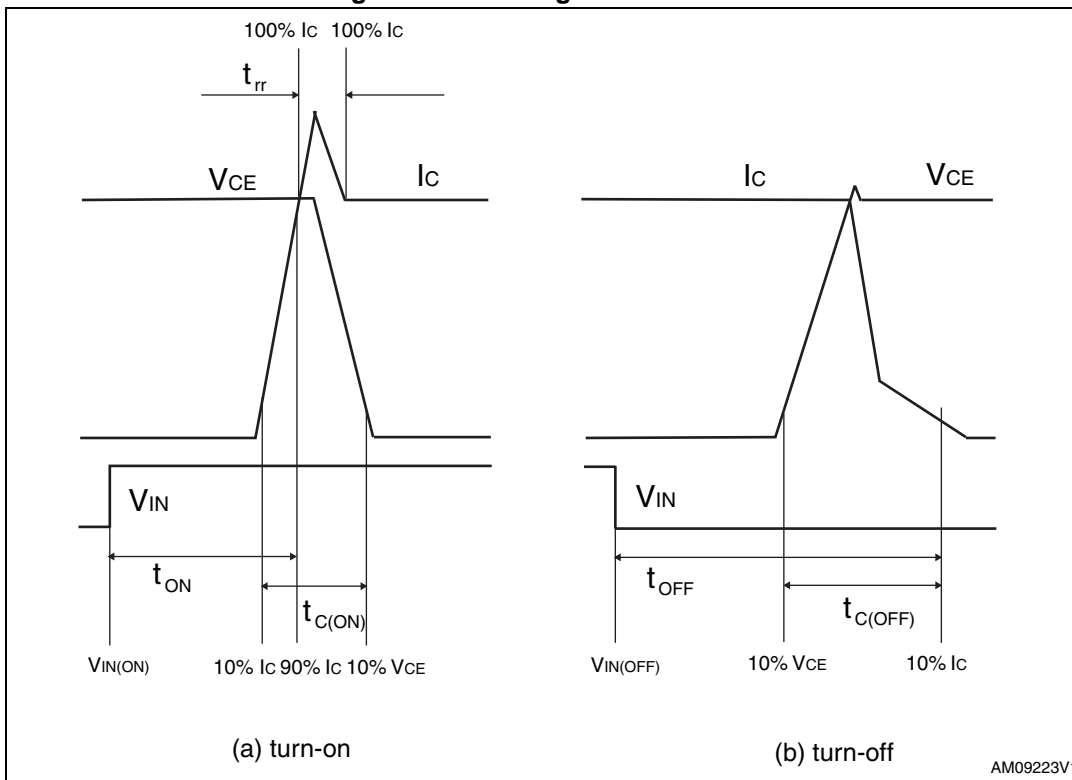 100% IC 100% IC
trr
VCE IC
VIN
tON
tC(ON)
VIN(ON) 10% IC 90% IC 10% VCE
(a) turn-on
IC VCE
VIN
tOFF
tC(OFF)
VIN(OFF) 10% VCE 10% IC
(b) turn-off